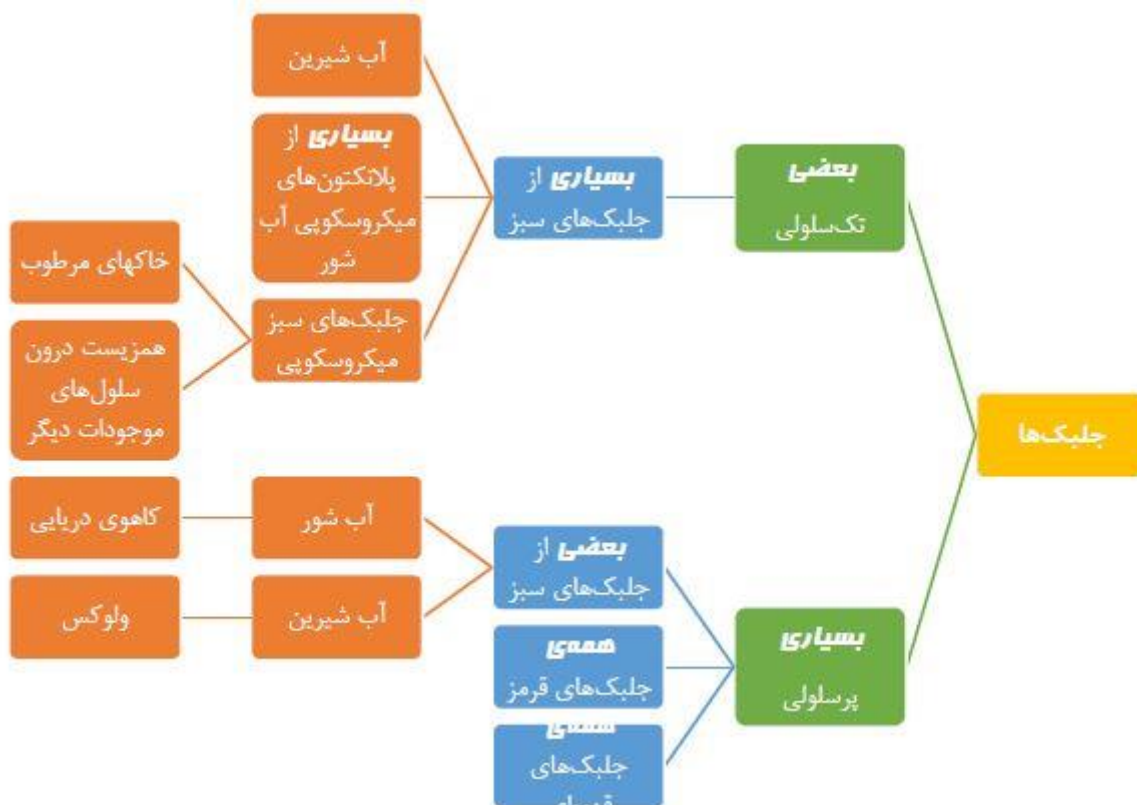 جلبک‌ها
بعضی
تک‌سلولی
بسیاری از
جلبک‌های سبز
آب شیرین
بسیاری از
پلانکتون‌های
میکروسکوپی آب
شور
جلبک‌های سبز
میکروسکوپی
خاکهای مرطوب
همزیست درون
سلول‌های
موجودات دیگر
بسیاری
پرسلولی
بعضی از
جلبک‌های سبز
آب شور
کاهوی دریایی
آب شیرین
ولوکس
همه‌ی
جلبک‌های قرمز
همه‌ی
جلبک‌های